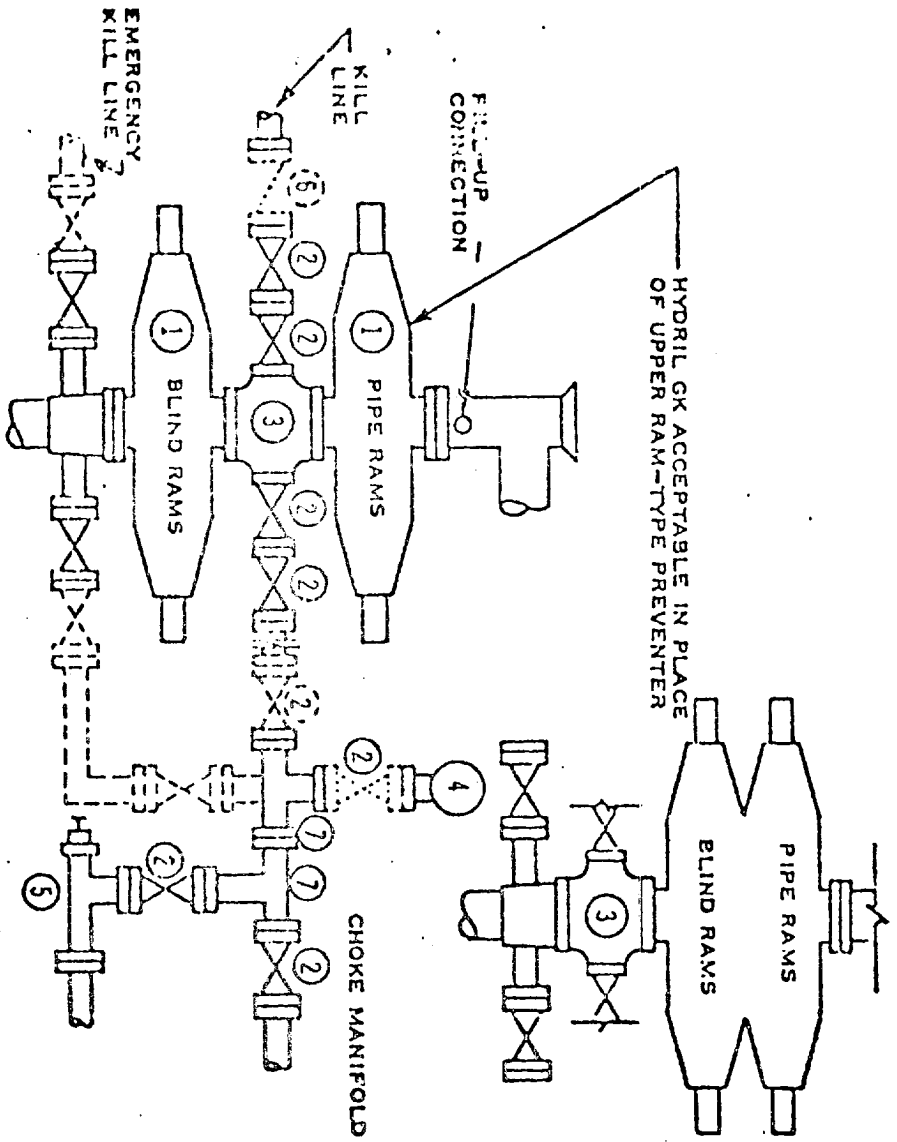 HYDRIL GK ACCEPTABLE IN PLACE
OF UPPER RAM-TYPE PREVENTER
FILL-UP
CONNECTION
KILL
LINE
EMERGENCY
KILL LINE
1
PIPE RAMS
6
2
2
3
2
2
2
1
BLIND RAMS
2
4
7
7
2
2
5
CHOKE MANIFOLD
PIPE RAMS
BLIND RAMS
3